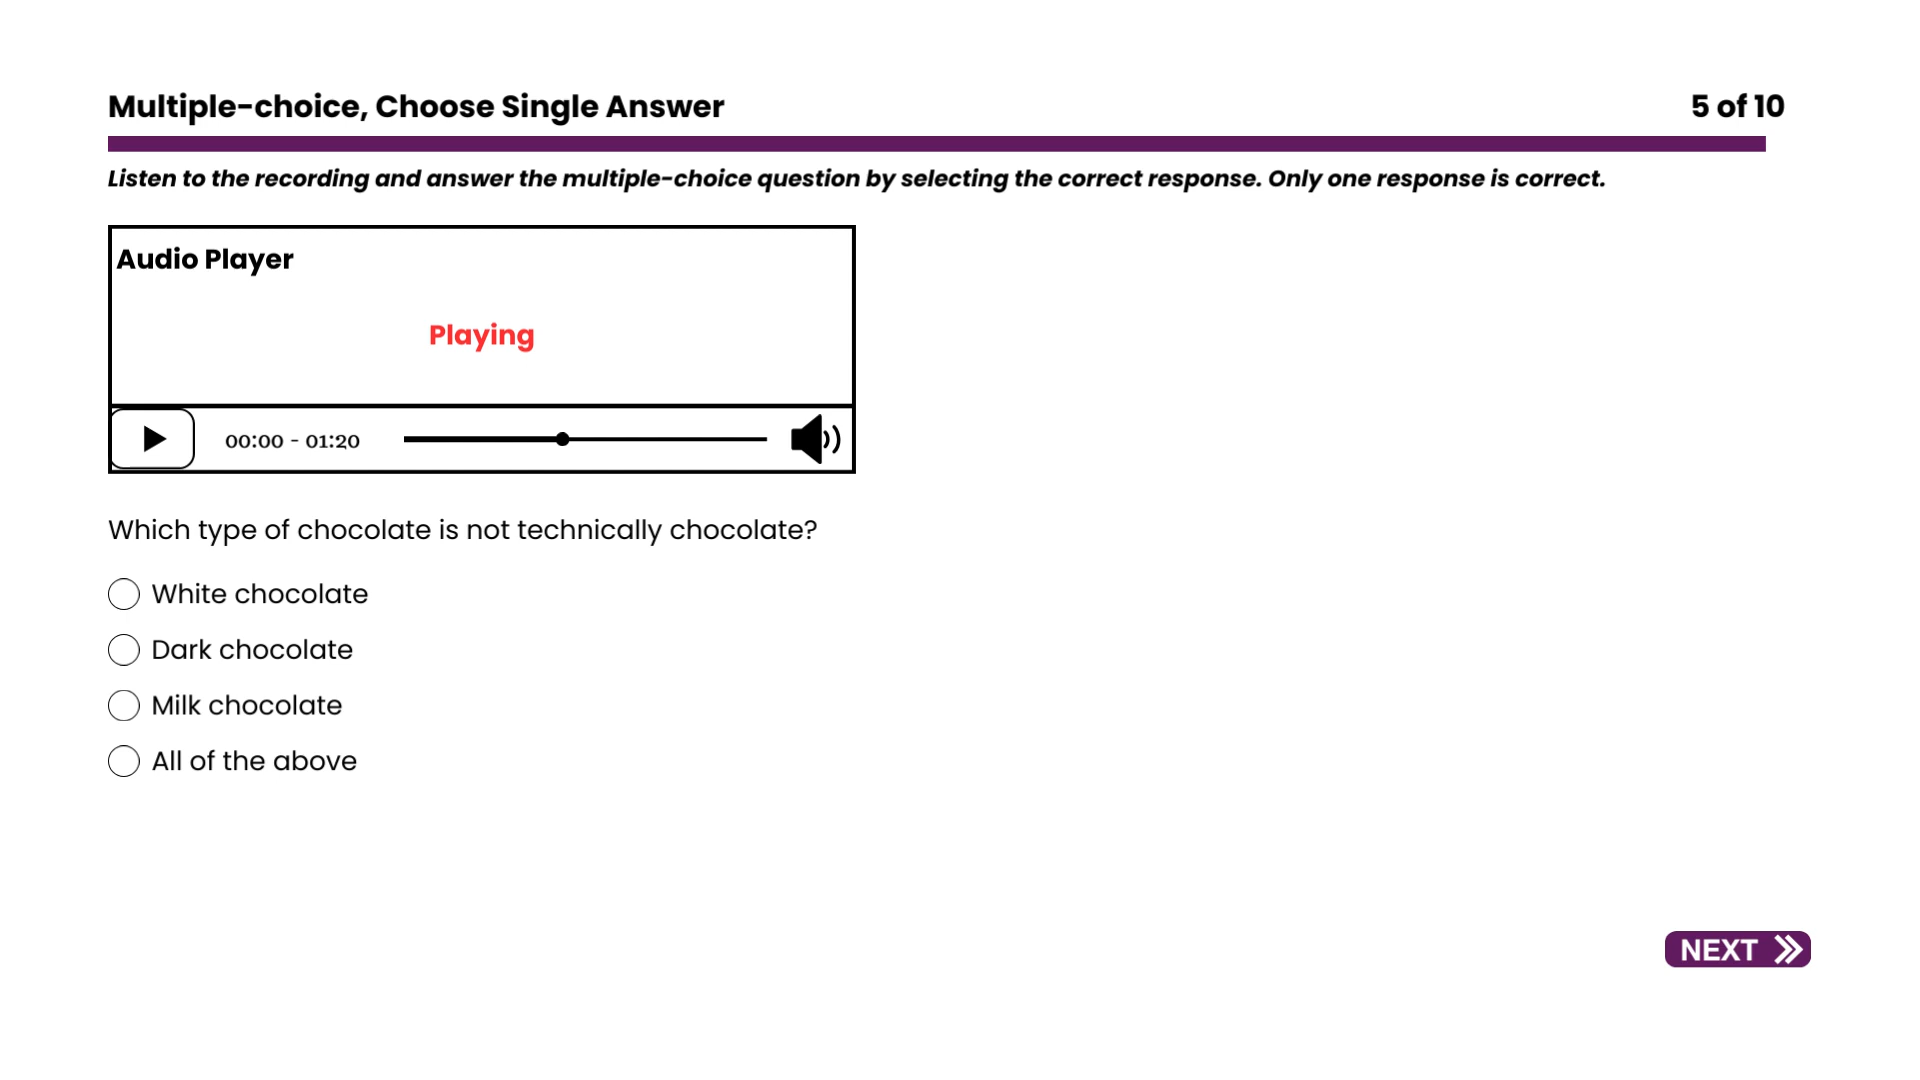 Multiple-choice, Choose Single Answer
5 of 10
Listen to the recording and answer the multiple-choice question by selecting the correct response. Only one response is correct.
Audio Player
Playing
00:00 - 01:20
Which type of chocolate is not technically chocolate?
White chocolate
Dark chocolate
Milk chocolate
All of the above
NEXT